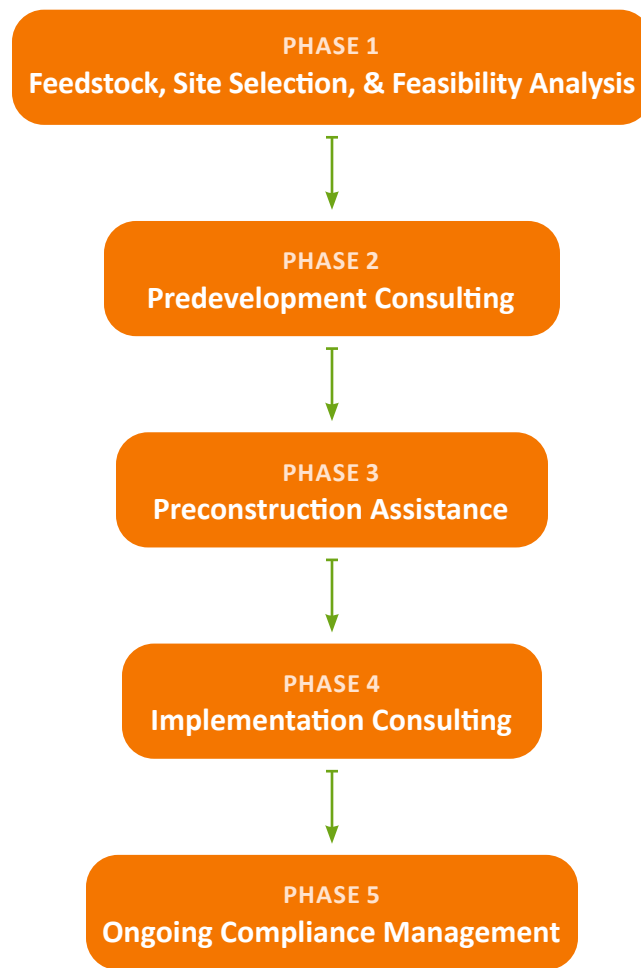 PHASE 1
Feedstock, Site Selection, & Feasibility Analysis
PHASE 2
Predevelopment Consulting
PHASE 3
Preconstruction Assistance
PHASE 4
Implementation Consulting
PHASE 5
Ongoing Compliance Management